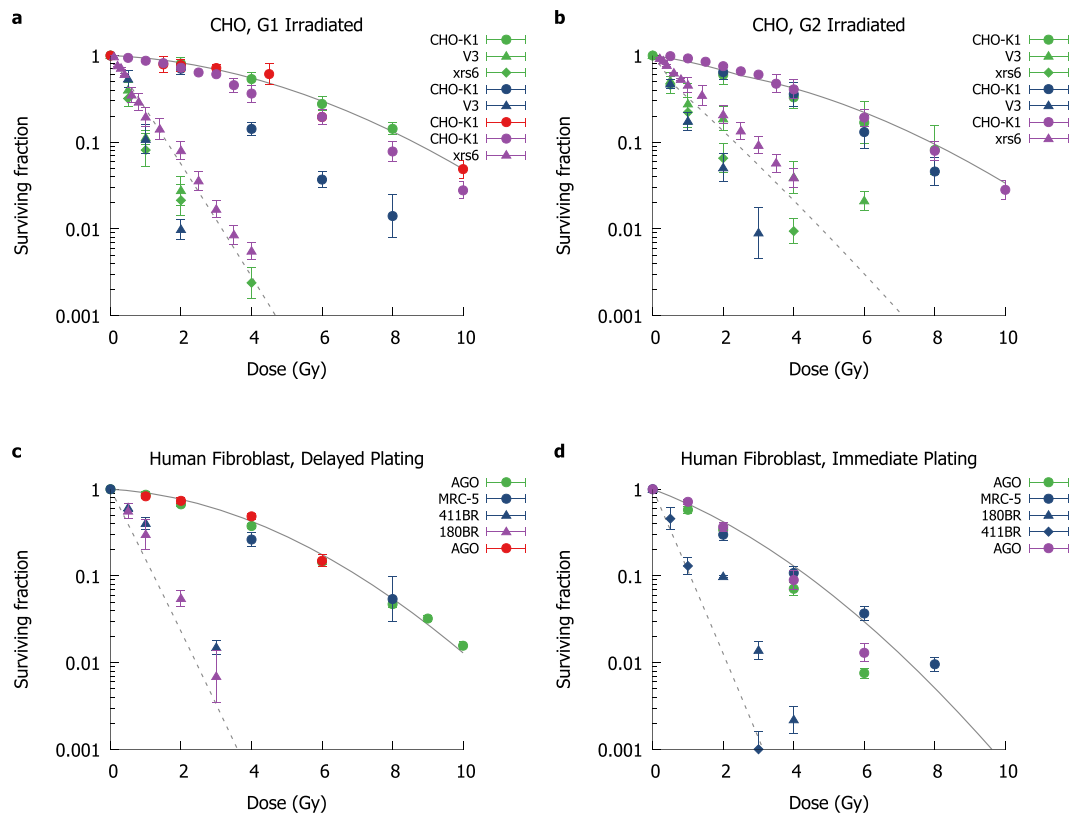 a
CHO, G1 Irradiated
CHO-K1
V3
xrs6
CHO-K1
V3
CHO-K1
CHO-K1
xrs6
Surviving fraction
1
0.1
0.01
0.001
0 2 4 6 8 10
Dose (Gy)
b
CHO, G2 Irradiated
CHO-K1
V3
xrs6
CHO-K1
V3
CHO-K1
xrs6
Surviving fraction
1
0.1
0.01
0.001
0 2 4 6 8 10
Dose (Gy)
c
Human Fibroblast, Delayed Plating
AGO
MRC-5
411BR
180BR
AGO
Surviving fraction
1
0.1
0.01
0.001
0 2 4 6 8 10
Dose (Gy)
d
Human Fibroblast, Immediate Plating
AGO
MRC-5
180BR
411BR
AGO
Surviving fraction
1
0.1
0.01
0.001
0 2 4 6 8 10
Dose (Gy)